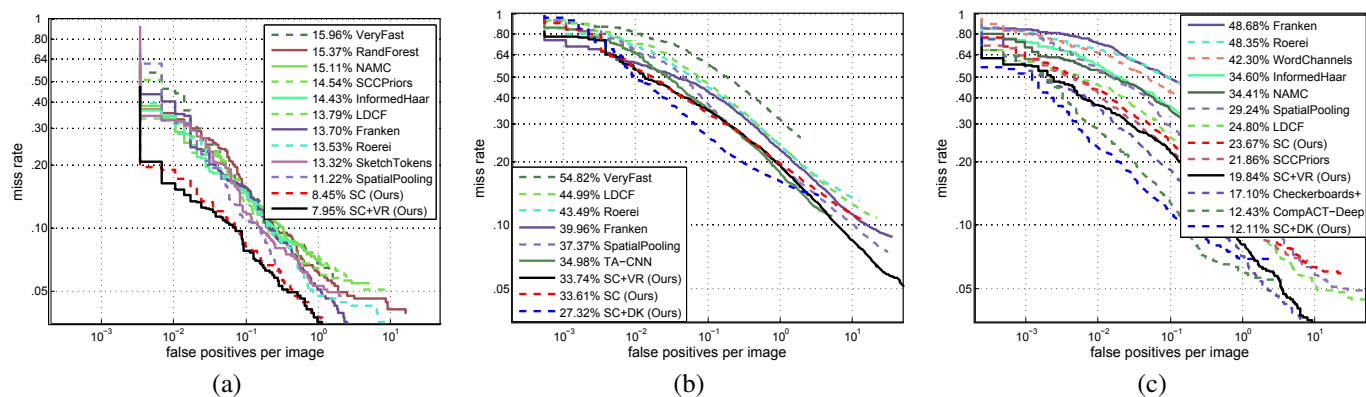 1
.80
.64
.50
.40
.30
.20
.10
.05
miss rate
15.96% VeryFast
15.37% RandForest
15.11% NAMC
14.54% SCCPriors
14.43% InformedHaar
13.79% LDCF
13.70% Franken
13.53% Roerei
13.32% SketchTokens
11.22% SpatialPooling
8.45% SC (Ours)
7.95% SC+VR (Ours)
10^-3 10^-2 10^-1 10^0 10^1
false positives per image
(a)
1
.80
.64
.50
.40
.30
.20
.10
.05
miss rate
54.82% VeryFast
44.99% LDCF
43.49% Roerei
39.96% Franken
37.37% SpatialPooling
34.98% TA−CNN
33.74% SC+VR (Ours)
33.61% SC (Ours)
27.32% SC+DK (Ours)
10^-3 10^-2 10^-1 10^0 10^1
false positives per image
(b)
1
.80
.64
.50
.40
.30
.20
.10
.05
miss rate
48.68% Franken
48.35% Roerei
42.30% WordChannels
34.60% InformedHaar
34.41% NAMC
29.24% SpatialPooling
24.80% LDCF
23.67% SC (Ours)
21.86% SCCPriors
19.84% SC+VR (Ours)
17.10% Checkerboards+
12.43% CompACT−Deep
12.11% SC+DK (Ours)
10^-3 10^-2 10^-1 10^0 10^1
false positives per image
(c)